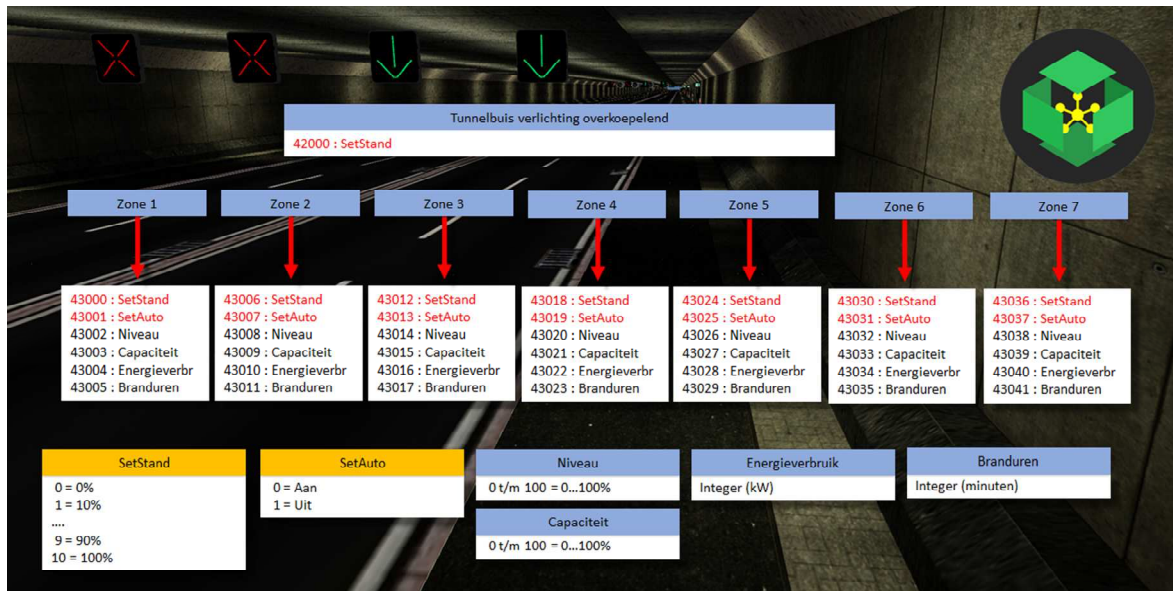 Tunnelbuis verlichting overkoepelend
42000 : SetStand
Zone 1
Zone 2
Zone 3
Zone 4
Zone 5
Zone 6
Zone 7
43000 : SetStand
43001 : SetAuto
43002 : Niveau
43003 : Capaciteit
43004 : Energieverbr
43005 : Branduren
43006 : SetStand
43007 : SetAuto
43008 : Niveau
43009 : Capaciteit
43010 : Energieverbr
43011 : Branduren
43012 : SetStand
43013 : SetAuto
43014 : Niveau
43015 : Capaciteit
43016 : Energieverbr
43017 : Branduren
43018 : SetStand
43019 : SetAuto
43020 : Niveau
43021 : Capaciteit
43022 : Energieverbr
43023 : Branduren
43024 : SetStand
43025 : SetAuto
43026 : Niveau
43027 : Capaciteit
43028 : Energieverbr
43029 : Branduren
43030 : SetStand
43031 : SetAuto
43032 : Niveau
43033 : Capaciteit
43034 : Energieverbr
43035 : Branduren
43036 : SetStand
43037 : SetAuto
43038 : Niveau
43039 : Capaciteit
43040 : Energieverbr
43041 : Branduren
SetStand
0 = 0%
1 = 10%
....
9 = 90%
10 = 100%
SetAuto
0 = Aan
1 = Uit
Niveau
0 t/m 100 = 0...100%
Capaciteit
0 t/m 100 = 0...100%
Energieverbruik
Integer (kW)
Branduren
Integer (minuten)